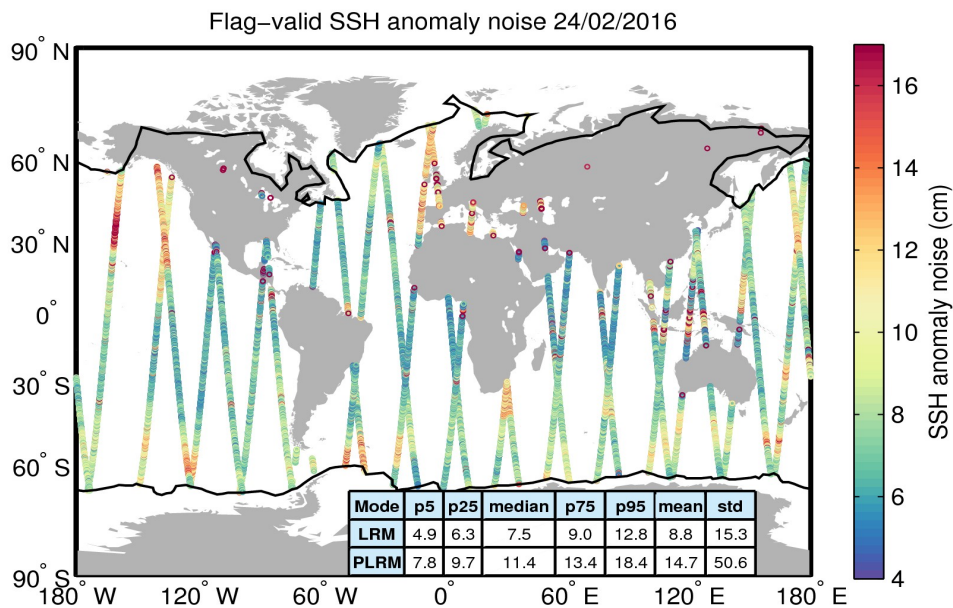 Flag−valid SSH anomaly noise 24/02/2016
90° N
60° N
30° N
0°
30° S
60° S
90° S
180° W 120° W 60° W 0° 60° E 120° E 180° E
16
14
12
10
8
6
4
SSH anomaly noise (cm)
Mode p5 p25 median p75 p95 mean std
LRM 4.9 6.3 7.5 9.0 12.8 8.8 15.3
PLRM 7.8 9.7 11.4 13.4 18.4 14.7 50.6